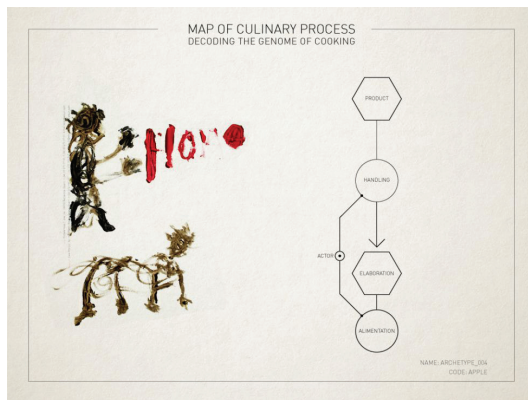 MAP OF CULINARY PROCESS
DECODING THE GENOME OF COOKING
PRODUCT
HANDLING
ACTOR
ELABORATION
ALIMENTATION
NAME: ARCHETYPE_004
CODE: APPLE